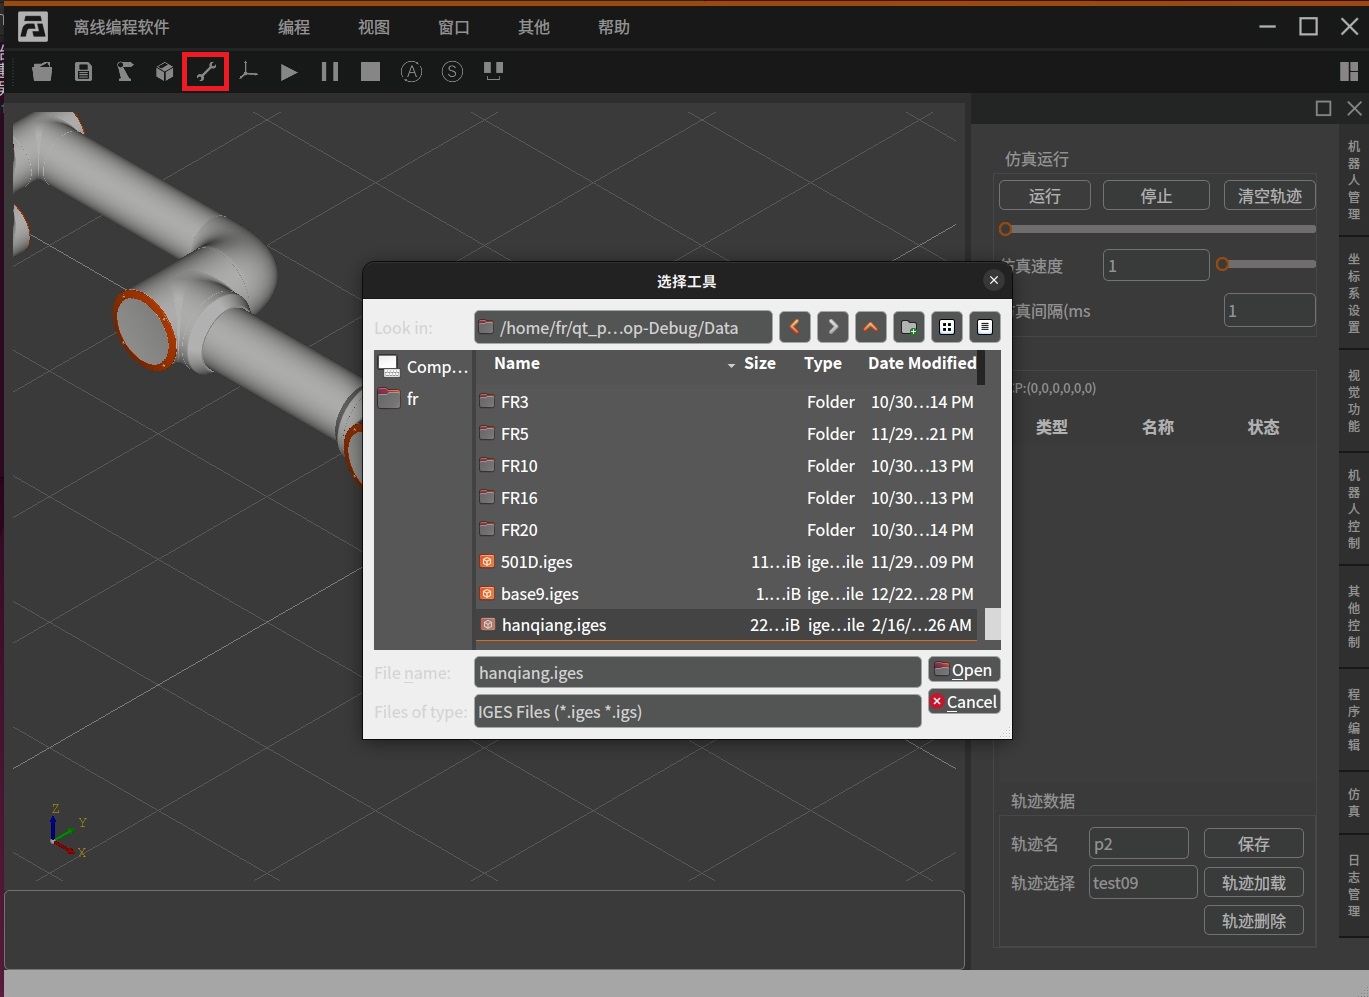 离线编程软件 编程 视图 窗口 其他 帮助
A S
仿真运行
运行 停止 清空轨迹
仿真速度 1
真间隔(ms 1
P:(0,0,0,0,0,0)
类型 名称 状态
选择工具
Look in: /home/fr/qt_p...op-Debug/Data
Comp...
fr
Name Size Type Date Modified
FR3 Folder 10/30...14 PM
FR5 Folder 11/29...21 PM
FR10 Folder 10/30...13 PM
FR16 Folder 10/30...13 PM
FR20 Folder 10/30...14 PM
501D.iges 11...iB ige...ile 11/29...09 PM
base9.iges 1....iB ige...ile 12/22...28 PM
hanqiang.iges 22...iB ige...ile 2/16/...26 AM
File name: hanqiang.iges Open
Files of type: IGES Files (*.iges *.igs) Cancel
Z
Y
X
轨迹数据
轨迹名 p2 保存
轨迹选择 test09 轨迹加载
轨迹删除
机器人管理
坐标系设置
视觉功能
机器人控制
其他控制
程序编辑
仿真
日志管理